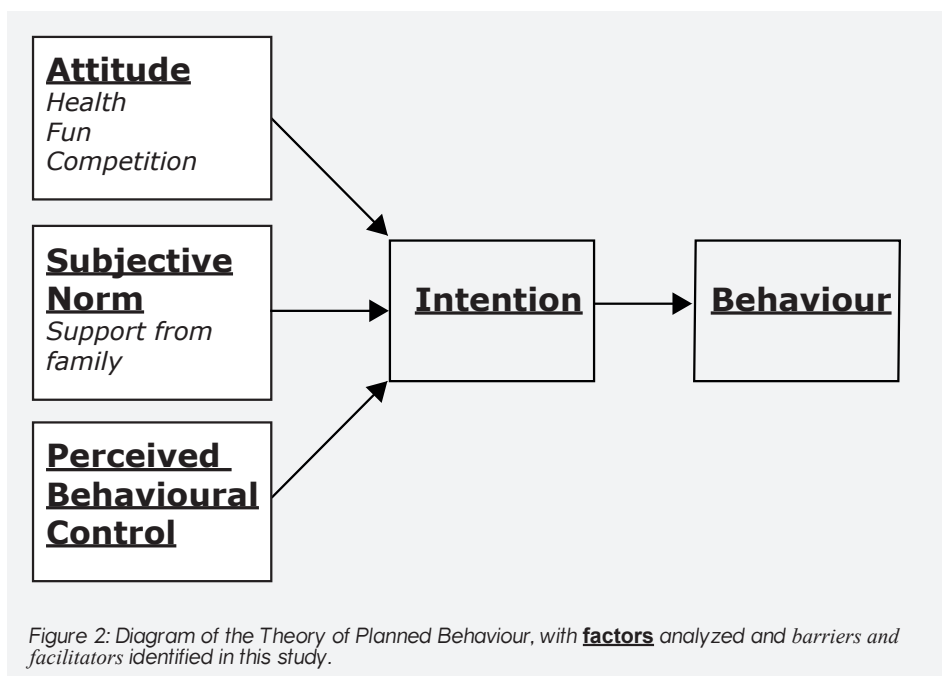 Attitude
Health
Fun
Competition
Subjective
Norm
Support from
family
Perceived
Behavioural
Control
Intention
Behaviour
Figure 2: Diagram of the Theory of Planned Behaviour, with factors analyzed and barriers and
facilitators identified in this study.